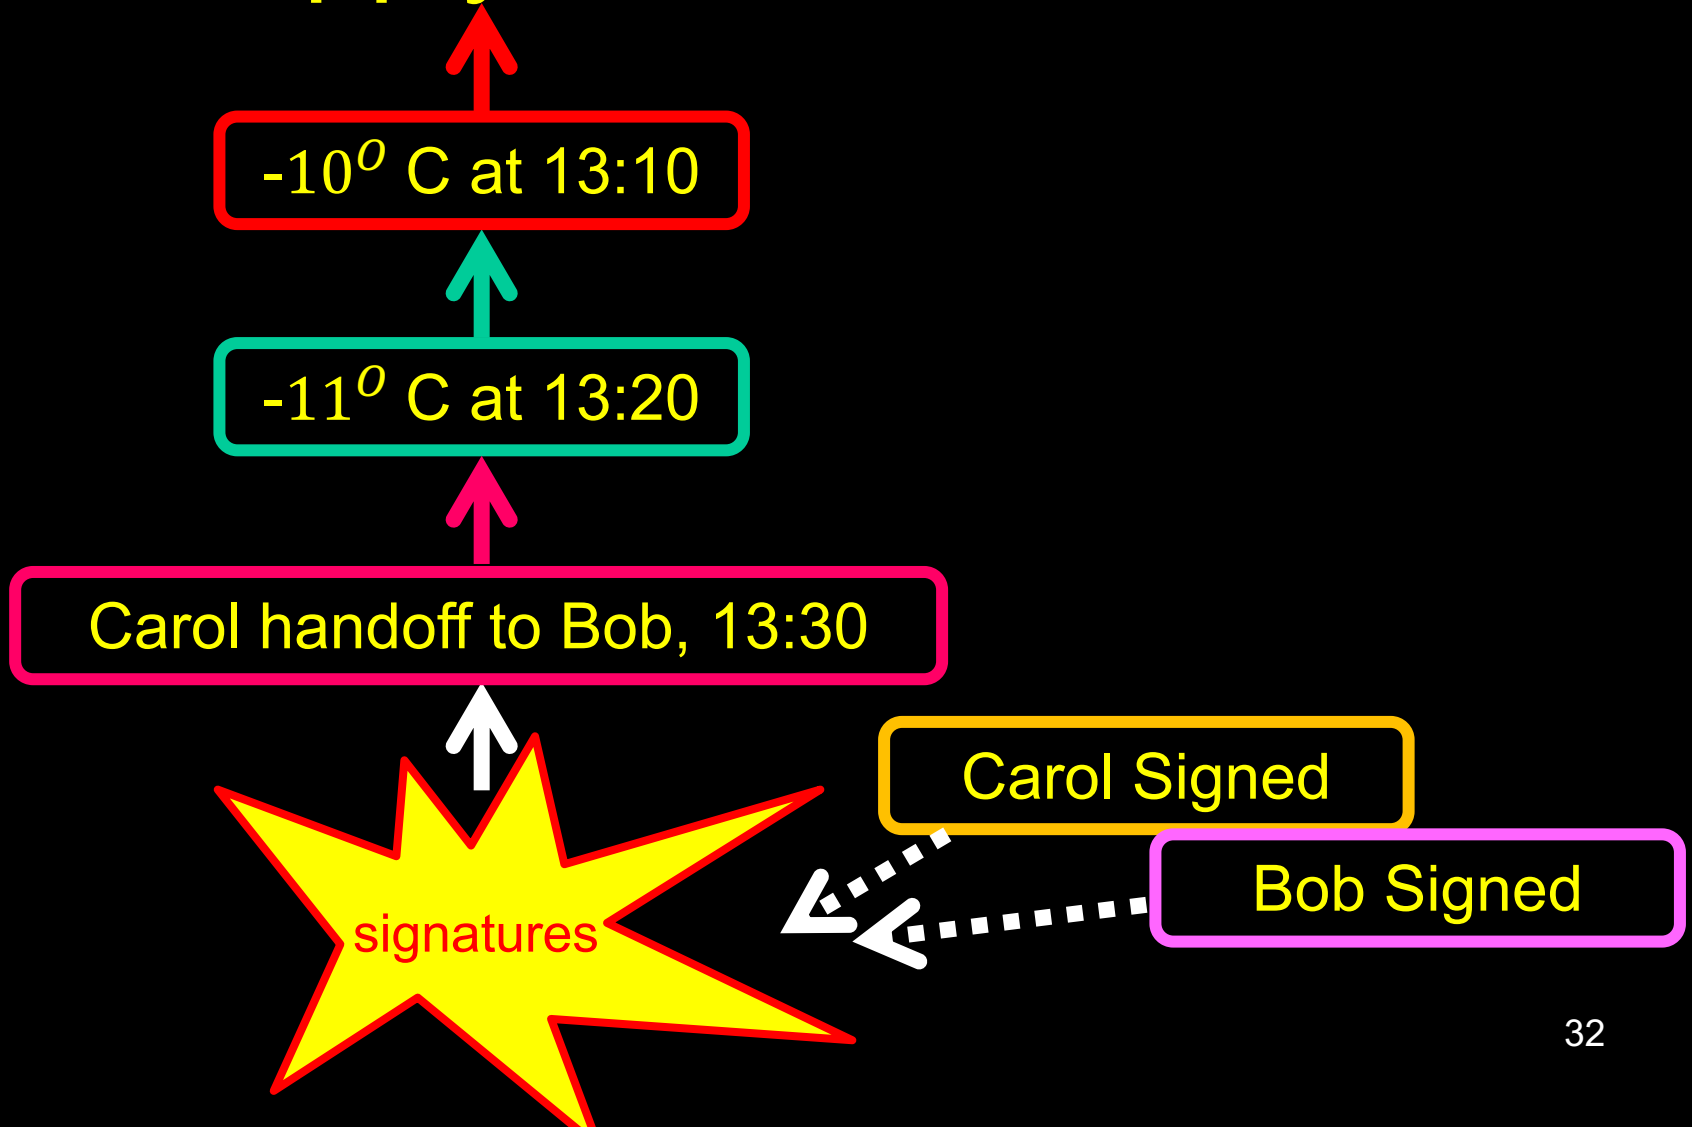 -10^O C at 13:10
-11^O C at 13:20
Carol handoff to Bob, 13:30
Carol Signed
Bob Signed
signatures
32